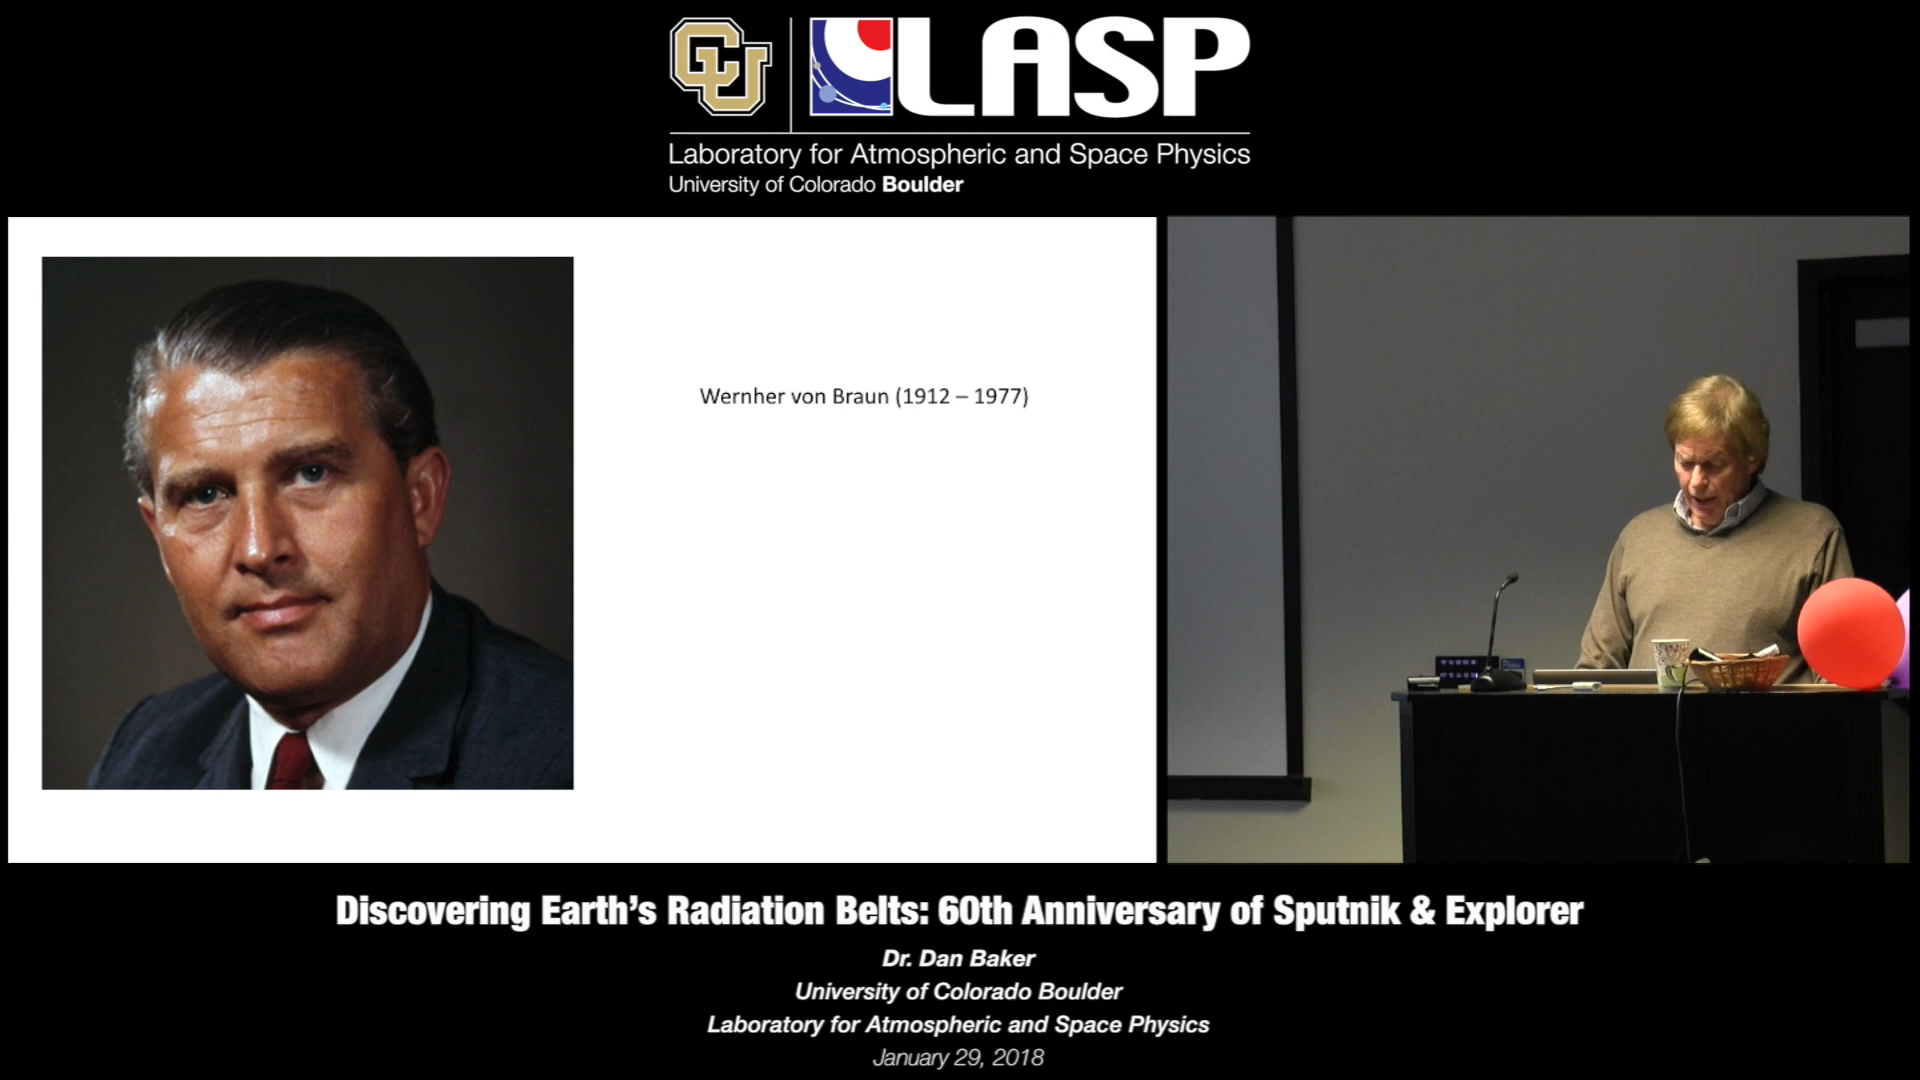 CU
LASP
Laboratory for Atmospheric and Space Physics
University of Colorado Boulder
Wernher von Braun (1912 – 1977)
Discovering Earth's Radiation Belts: 60th Anniversary of Sputnik & Explorer
Dr. Dan Baker
University of Colorado Boulder
Laboratory for Atmospheric and Space Physics
January 29, 2018